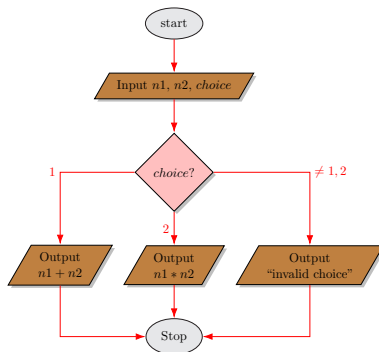 start
Input n1, n2, choice
choice?
1
≠ 1, 2
2
Output
n1 + n2
Output
n1 ∗ n2
Output
“invalid choice”
Stop